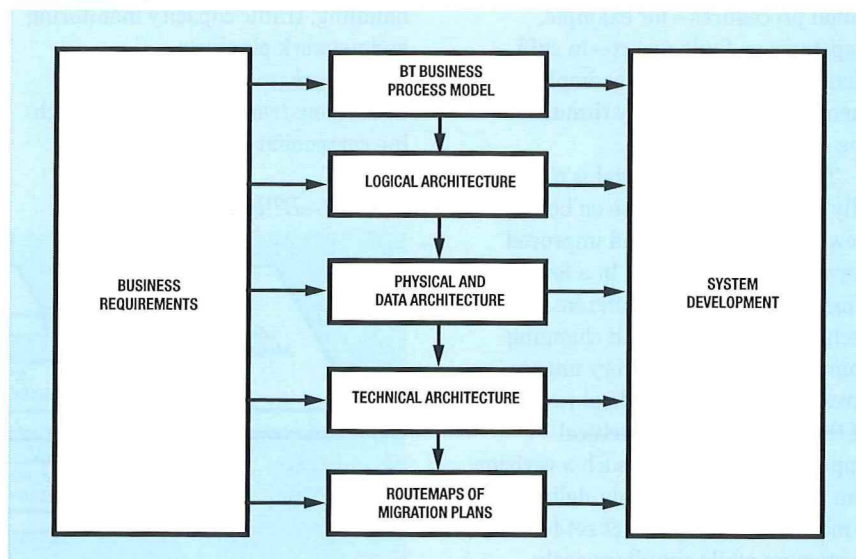 BT BUSINESS
PROCESS MODEL
LOGICAL ARCHITECTURE
BUSINESS
REQUIREMENTS
PHYSICAL AND
DATA ARCHITECTURE
SYSTEM
DEVELOPMENT
TECHNICAL ARCHITECTURE
ROUTEMAPS OF
MIGRATION PLANS